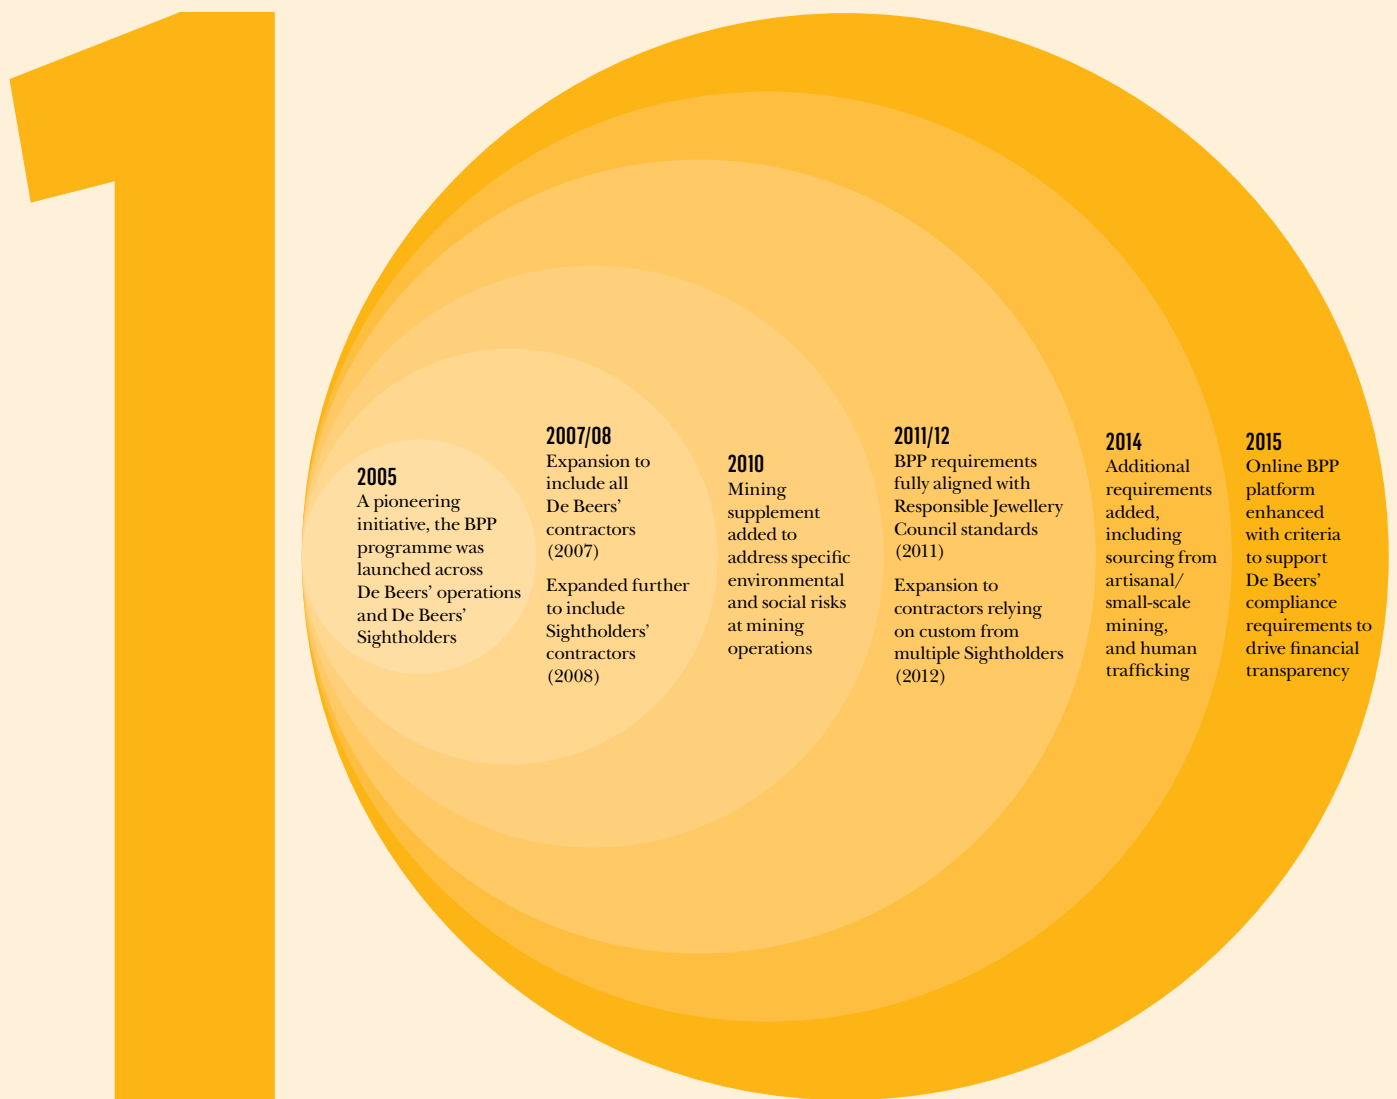 10
2005
A pioneering
initiative, the BPP
programme was
launched across
De Beers’ operations
and De Beers’
Sightholders
2007/08
Expansion to
include all
De Beers’
contractors
(2007)
Expanded further
to include
Sightholders’
contractors
(2008)
2010
Mining
supplement
added to
address specific
environmental
and social risks
at mining
operations
2011/12
BPP requirements
fully aligned with
Responsible Jewellery
Council standards
(2011)
Expansion to
contractors relying
on custom from
multiple Sightholders
(2012)
2014
Additional
requirements
added,
including
sourcing from
artisanal/
small-scale
mining,
and human
trafficking
2015
Online BPP
platform
enhanced
with criteria
to support
De Beers’
compliance
requirements to
drive financial
transparency